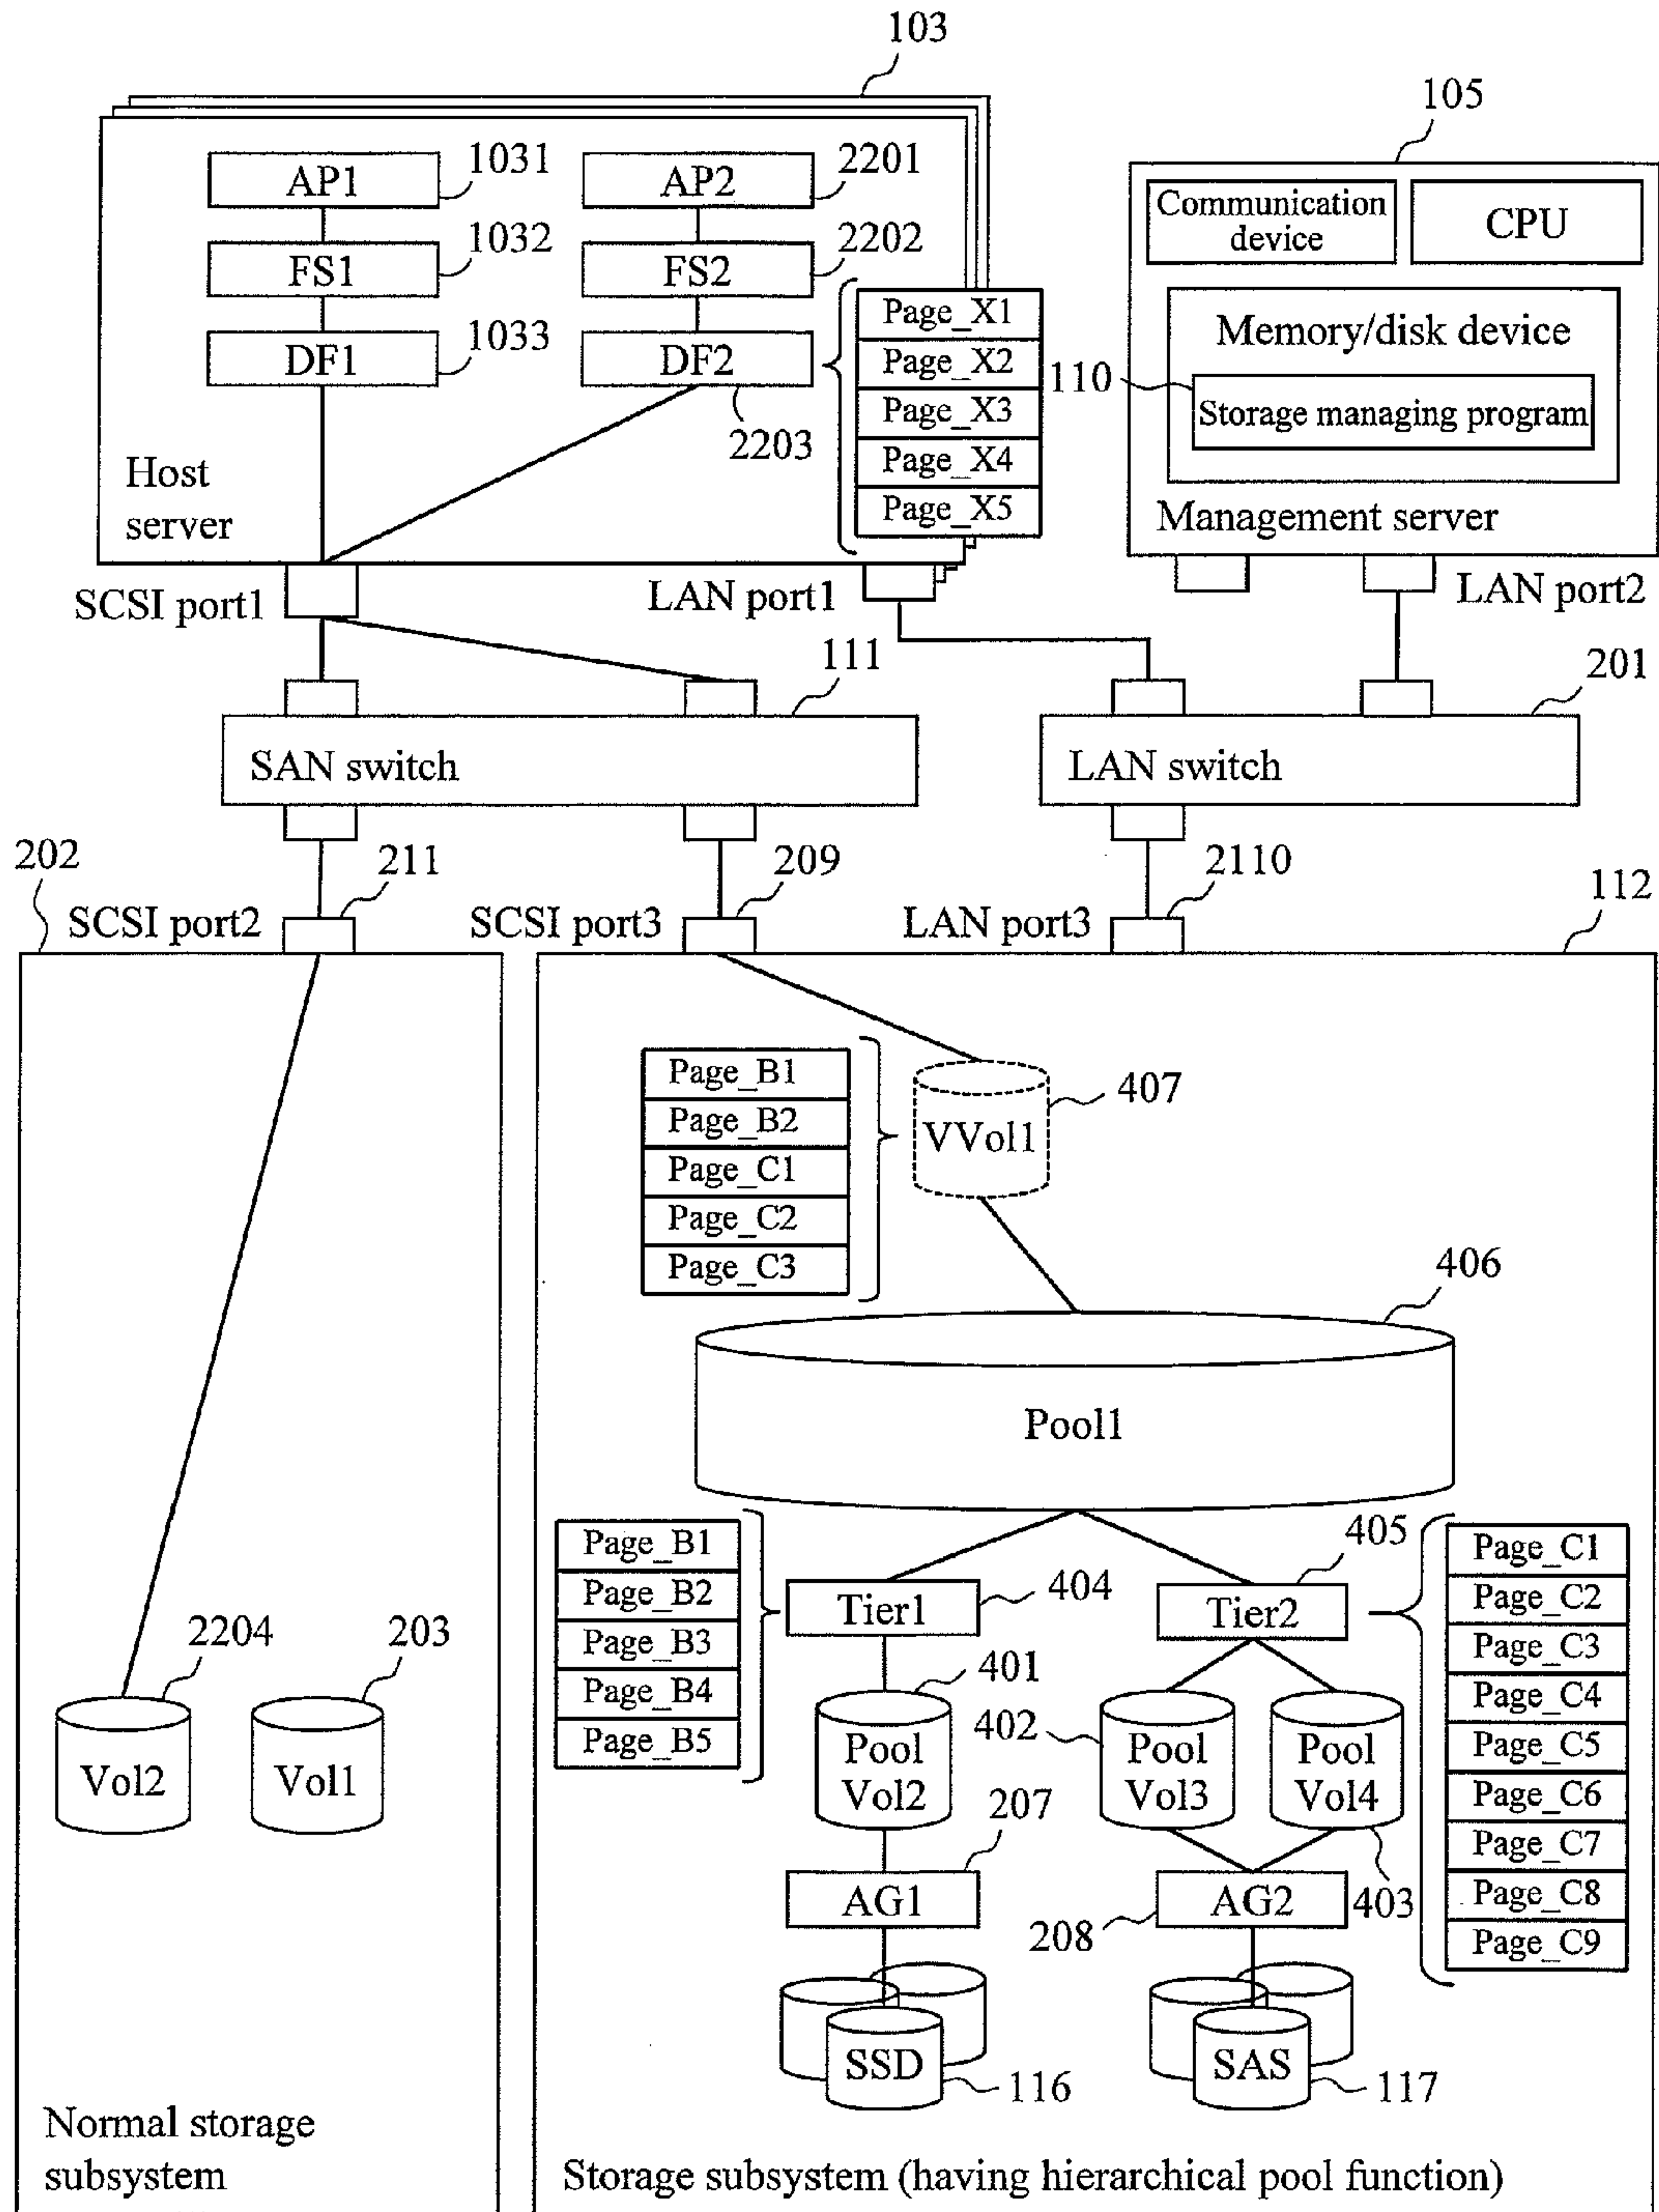 103
105
AP1
1031
AP2
2201
Communication
device
CPU
FS1
1032
FS2
2202
DF1
1033
DF2
2203
Page_X1
Page_X2
Page_X3
Page_X4
Page_X5
Memory/disk device
110
Storage managing program
Host
server
Management server
SCSI port1
LAN port1
LAN port2
111
201
SAN switch
LAN switch
202
211
209
2110
112
SCSI port2
SCSI port3
LAN port3
Page_B1
Page_B2
Page_C1
Page_C2
Page_C3
VVol1
407
406
Pool1
Page_B1
Page_B2
Page_B3
Page_B4
Page_B5
Tier1
404
405
Tier2
Page_C1
Page_C2
Page_C3
Page_C4
Page_C5
Page_C6
Page_C7
Page_C8
Page_C9
2204
203
Vol2
Vol1
401
Pool
Vol2
402
Pool
Vol3
Pool
Vol4
403
207
AG1
208
AG2
SSD
116
SAS
117
Normal storage
subsystem
Storage subsystem (having hierarchical pool function)